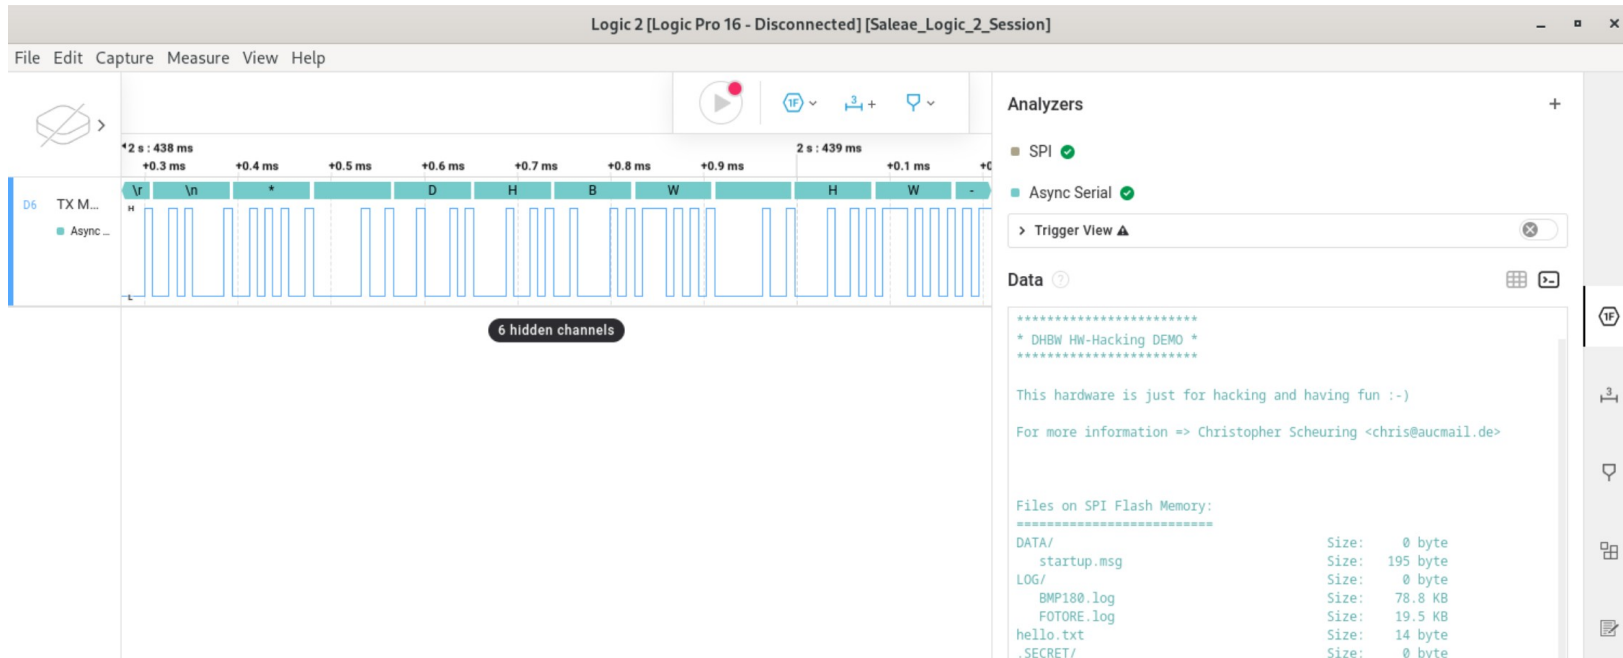 Logic 2 [Logic Pro 16 - Disconnected] [Saleae_Logic_2_Session]
File Edit Capture Measure View Help
2 s : 438 ms
2 s : 439 ms
+0.3 ms +0.4 ms +0.5 ms +0.6 ms +0.7 ms +0.8 ms +0.9 ms +0.1 ms +0
\r \n * D H B W H W -
D6 TX M...
Async ...
H
L
6 hidden channels
1F
3
Analyzers
SPI
Async Serial
Trigger View
Data
*************************
* DHBW HW-Hacking DEMO *
*************************
This hardware is just for hacking and having fun :-)
For more information => Christopher Scheuring <chris@aucmail.de>
Files on SPI Flash Memory:
==========================
DATA/ Size: 0 byte
startup.msg Size: 195 byte
LOG/ Size: 0 byte
BMP180.log Size: 78.8 KB
FOTORE.log Size: 19.5 KB
hello.txt Size: 14 byte
.SECRET/ Size: 0 byte
1F
3